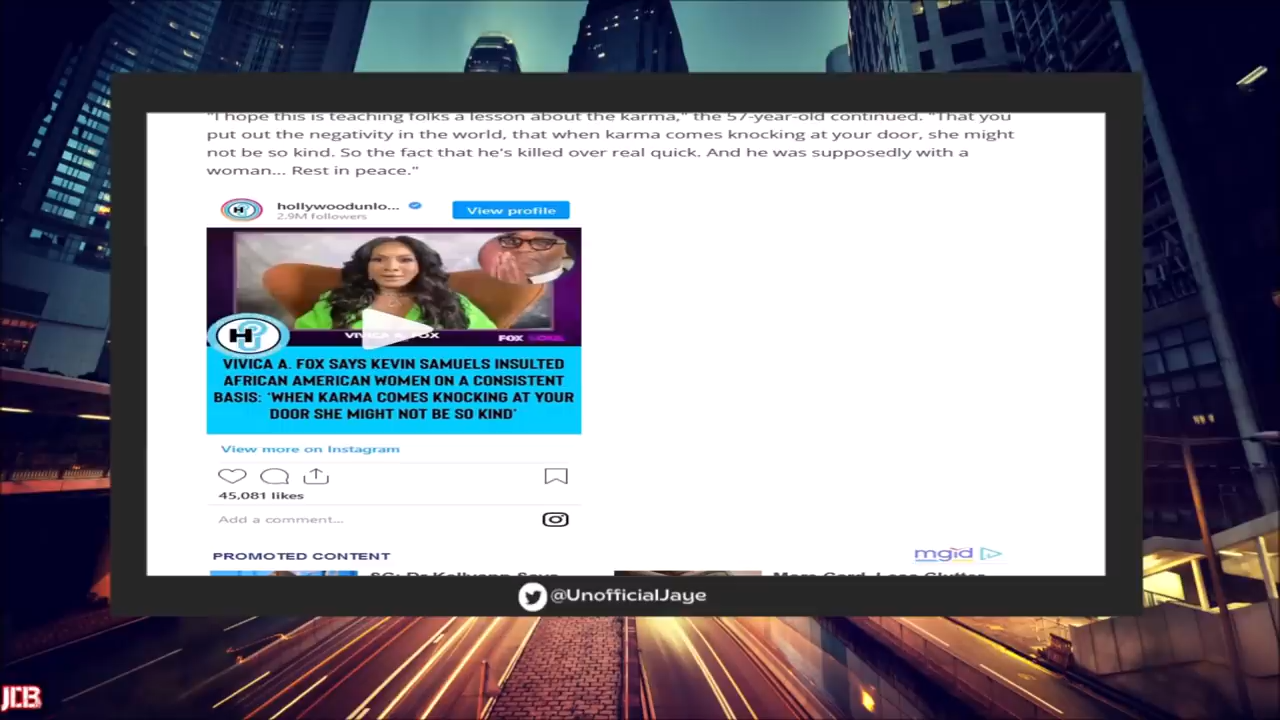 "I hope this is teaching folks a lesson about the karma," the 57-year-old continued. "That you
put out the negativity in the world, that when karma comes knocking at your door, she might
not be so kind. So the fact that he's killed over real quick. And he was supposedly with a
woman... Rest in peace."
hollywoodunlo...
2.9M followers
View profile
VIVICA A. FOX
FOX SOUL
H
VIVICA A. FOX SAYS KEVIN SAMUELS INSULTED
AFRICAN AMERICAN WOMEN ON A CONSISTENT
BASIS: 'WHEN KARMA COMES KNOCKING AT YOUR
DOOR SHE MIGHT NOT BE SO KIND'
View more on Instagram
45,081 likes
Add a comment...
PROMOTED CONTENT
mgid
@UnofficialJaye
JCB